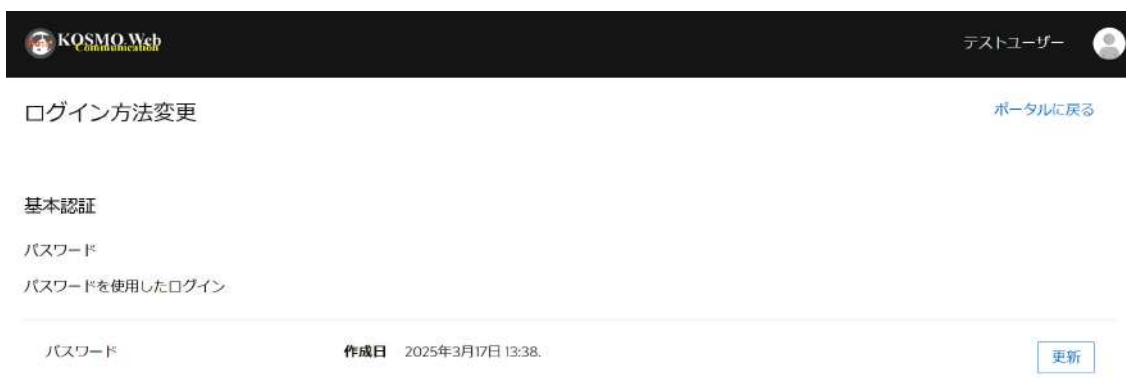 KOSMO Web
Communication
テストユーザー
ログイン方法変更
ポータルに戻る
基本認証
パスワード
パスワードを使用したログイン
パスワード 作成日 2025年3月17日 13:38.
更新